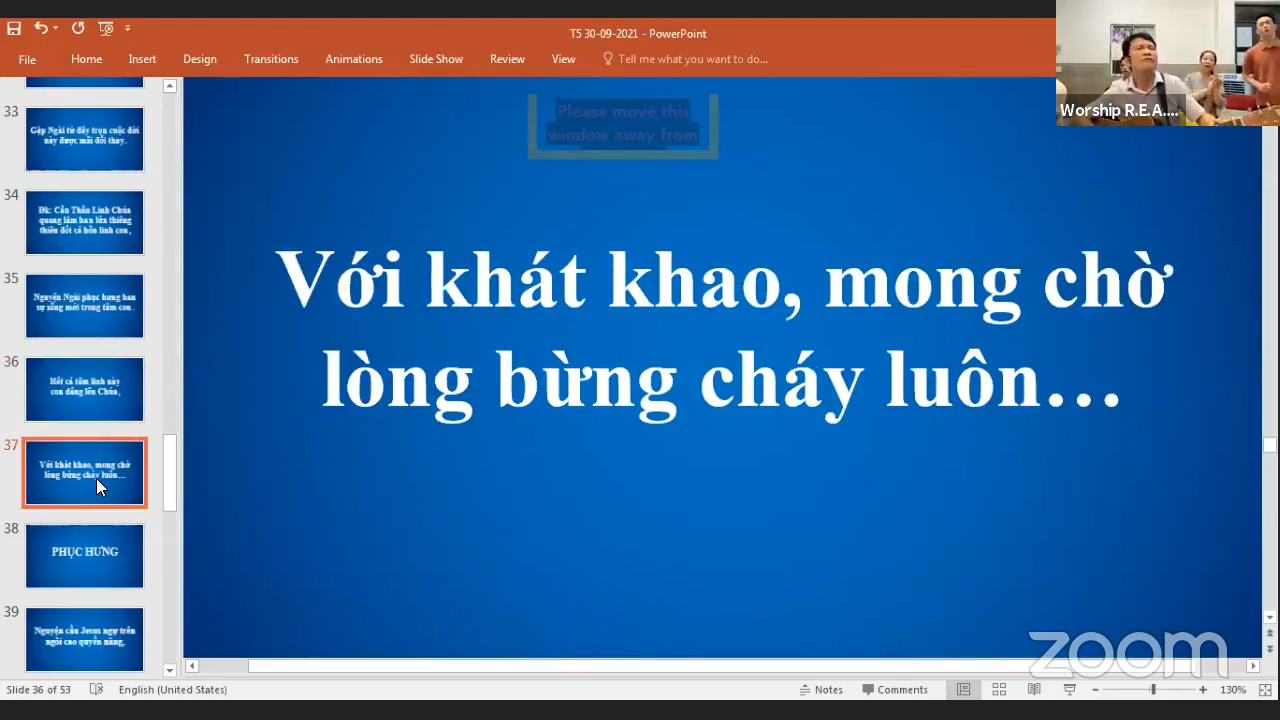 T5 30-09-2021 - PowerPoint
File Home Insert Design Transitions Animations Slide Show Review View Tell me what you want to do...
Worship R.E.A....
Please move this
window away from
33
Gặp Ngài từ đây trọn cuộc đời
này được mãi đổi thay.
34
Đk: Cầu Thần Linh Chúa
quang lâm ban lửa thiêng
thiêu đốt cả hồn linh con,
35
Nguyện Ngài phục hưng ban
sự sống mới trong tâm con.
36
Hết cả tâm linh này
con dâng lên Chúa,
37
Với khát khao, mong chờ
lòng bừng cháy luôn...
38
PHỤC HƯNG
39
Nguyện cầu Jesus ngự trên
ngôi cao quyền năng,
Với khát khao, mong chờ
lòng bừng cháy luôn…
zoom
Slide 36 of 53 English (United States) Notes Comments 130%